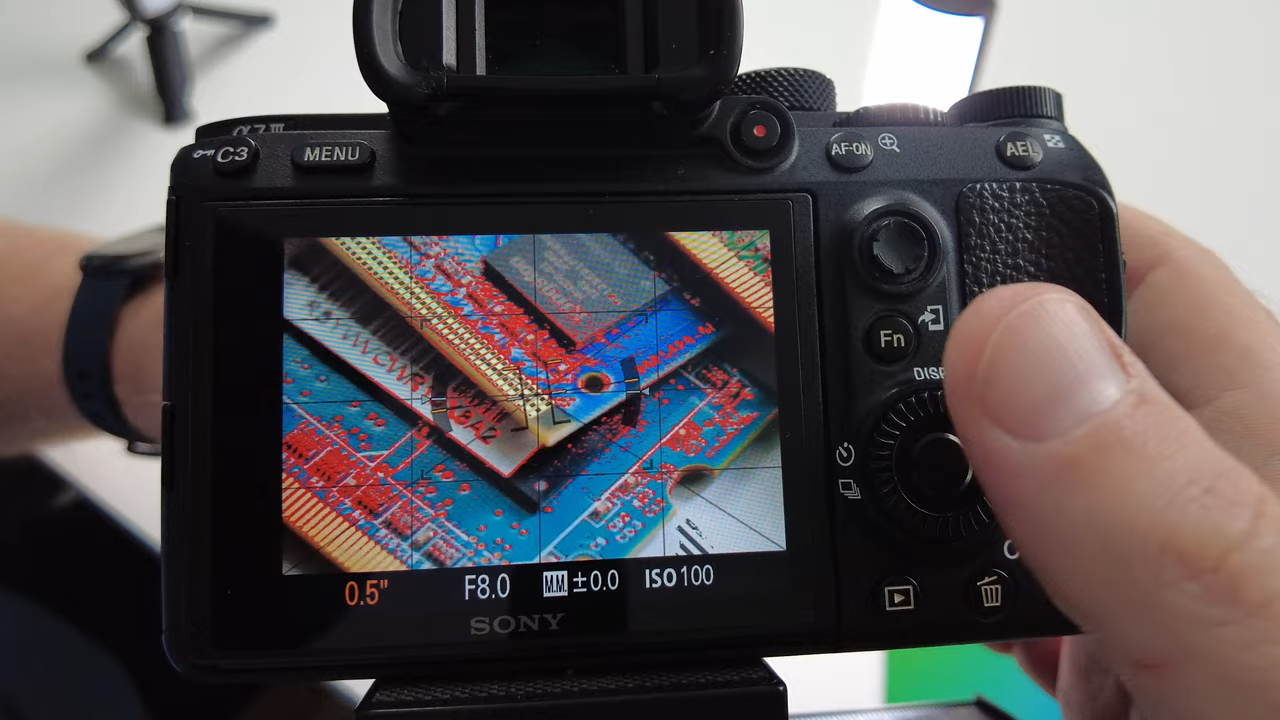 α7III
C3
MENU
AF-ON
AEL
Fn
DISP
0.5"
F8.0
M.M. ±0.0
ISO 100
SONY